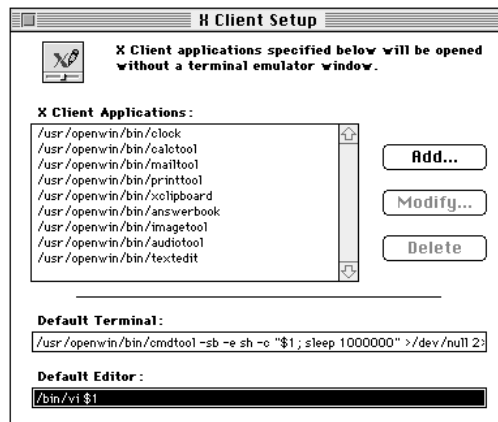 X Client Setup
X Client applications specified below will be opened
without a terminal emulator window.
X Client Applications:
/usr/openwin/bin/clock
/usr/openwin/bin/calctool
/usr/openwin/bin/mailtool
/usr/openwin/bin/printtool
/usr/openwin/bin/xclipboard
/usr/openwin/bin/answerbook
/usr/openwin/bin/imagetool
/usr/openwin/bin/audiotool
/usr/openwin/bin/textedit
Add...
Modify...
Delete
Default Terminal:
/usr/openwin/bin/cmdtool -sb -e sh -c "$1; sleep 1000000" >/dev/null 2>
Default Editor:
/bin/vi $1